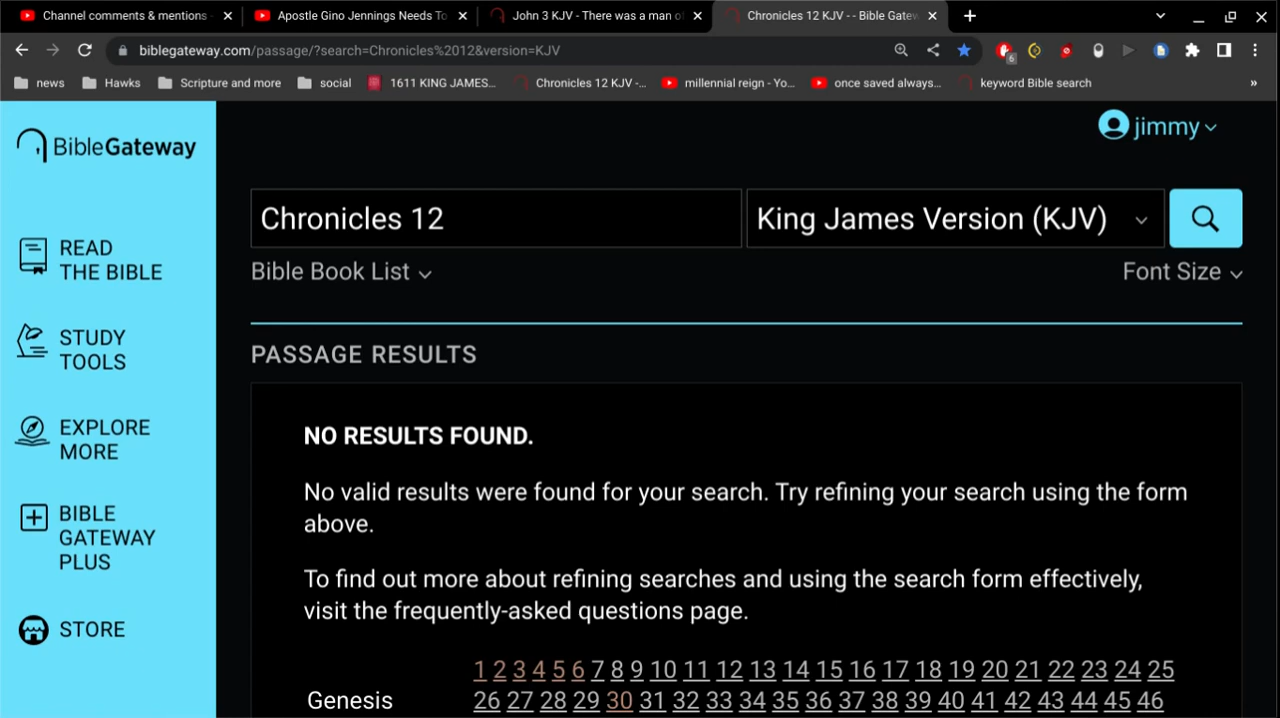 Channel comments & mentions -
Apostle Gino Jennings Needs To
John 3 KJV - There was a man of
Chronicles 12 KJV - - Bible Gatew
biblegateway.com/passage/?search=Chronicles%2012&version=KJV
6
news
Hawks
Scripture and more
social
1611 KING JAMES...
Chronicles 12 KJV -...
millennial reign - Yo...
once saved always...
keyword Bible search
»
BibleGateway
jimmy
Chronicles 12
King James Version (KJV)
Bible Book List
Font Size
READ
THE BIBLE
STUDY
TOOLS
EXPLORE
MORE
BIBLE
GATEWAY
PLUS
STORE
PASSAGE RESULTS
NO RESULTS FOUND.
No valid results were found for your search. Try refining your search using the form
above.
To find out more about refining searches and using the search form effectively,
visit the frequently-asked questions page.
Genesis
1 2 3 4 5 6 7 8 9 10 11 12 13 14 15 16 17 18 19 20 21 22 23 24 25
26 27 28 29 30 31 32 33 34 35 36 37 38 39 40 41 42 43 44 45 46